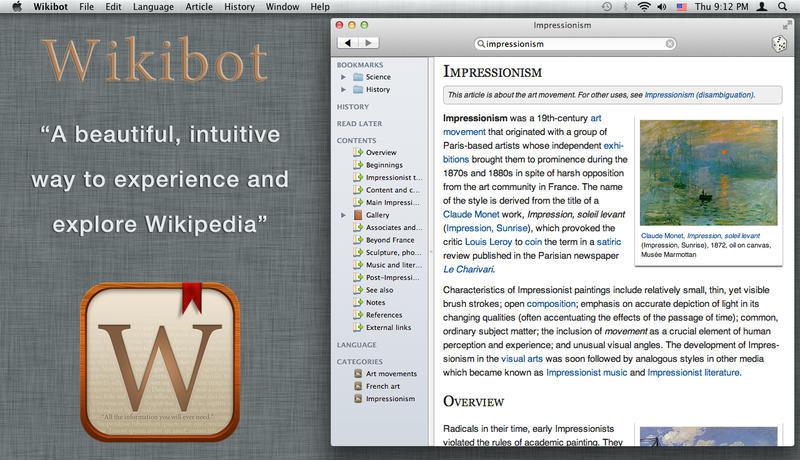 Wikibot File Edit Language Article History Window Help Thu 9:12 PM
Wikibot
“A beautiful, intuitive
way to experience and
explore Wikipedia”
W
"All the information you will ever need."
Impressionism
impressionism
BOOKMARKS
Science
History
HISTORY
READ LATER
CONTENTS
Overview
Beginnings
Impressionist t...
Content and c...
Main Impressi...
Gallery
Associates and...
Beyond France
Sculpture, pho...
Music and liter...
Post-Impressi...
See also
Notes
References
External links
LANGUAGE
CATEGORIES
Art movements
French art
Impressionism
IMPRESSIONISM
This article is about the art movement. For other uses, see Impressionism (disambiguation).
Impressionism was a 19th-century art
movement that originated with a group of
Paris-based artists whose independent exhi-
bitions brought them to prominence during the
1870s and 1880s in spite of harsh opposition
from the art community in France. The name
of the style is derived from the title of a
Claude Monet work, Impression, soleil levant
(Impression, Sunrise), which provoked the
critic Louis Leroy to coin the term in a satiric
review published in the Parisian newspaper
Le Charivari.
Claude Monet, Impression, soleil levant
(Impression, Sunrise), 1872, oil on canvas,
Musée Marmottan
Characteristics of Impressionist paintings include relatively small, thin, yet visible
brush strokes; open composition; emphasis on accurate depiction of light in its
changing qualities (often accentuating the effects of the passage of time); common,
ordinary subject matter; the inclusion of movement as a crucial element of human
perception and experience; and unusual visual angles. The development of Impres-
sionism in the visual arts was soon followed by analogous styles in other media
which became known as Impressionist music and Impressionist literature.
OVERVIEW
Radicals in their time, early Impressionists
violated the rules of academic painting. They